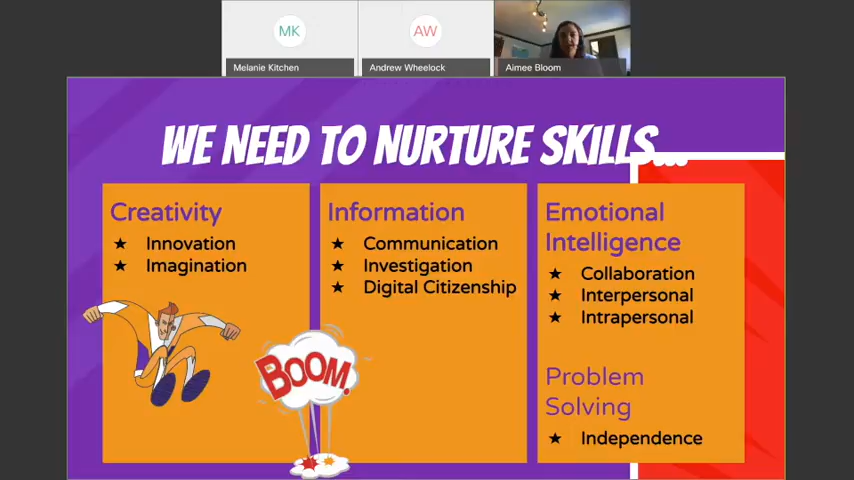 MK
AW
Melanie Kitchen
Andrew Wheelock
Aimee Bloom
WE NEED TO NURTURE SKILLS...
Creativity
★ Innovation
★ Imagination
Information
★ Communication
★ Investigation
★ Digital Citizenship
Emotional
Intelligence
★ Collaboration
★ Interpersonal
★ Intrapersonal
Problem
Solving
★ Independence
BOOM.